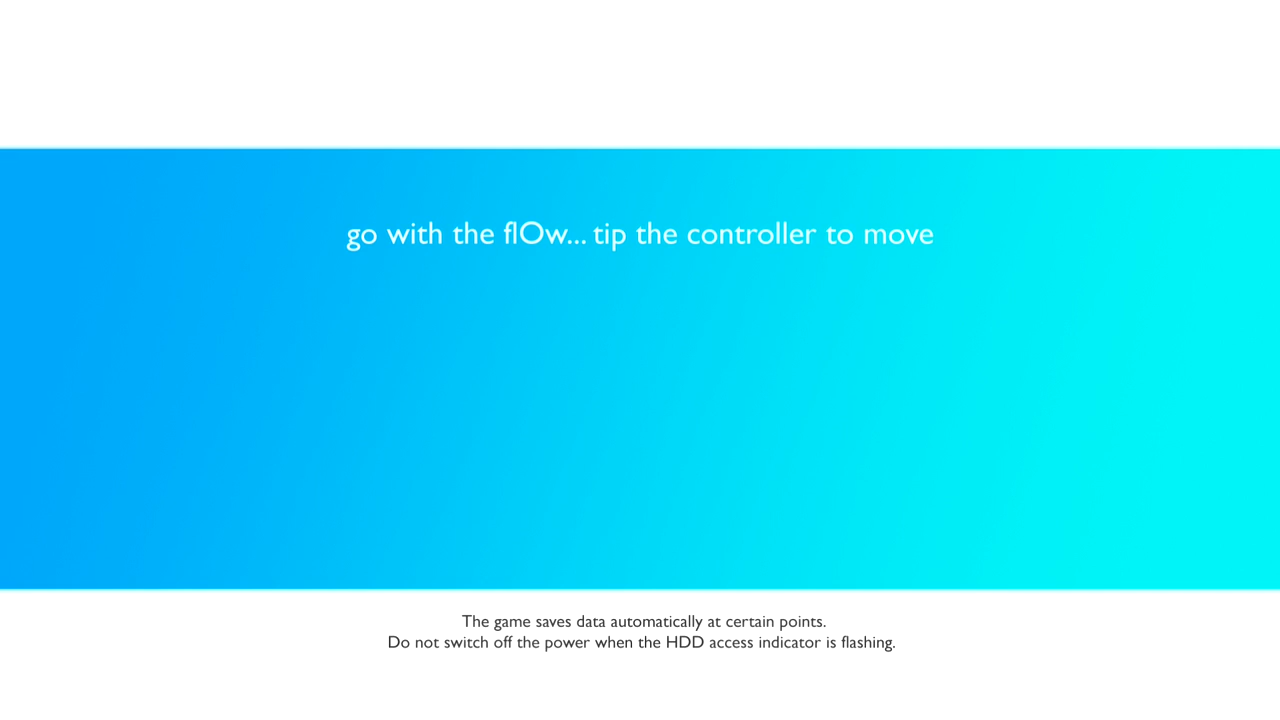 go with the flOw... tip the controller to move
The game saves data automatically at certain points.
Do not switch off the power when the HDD access indicator is flashing.